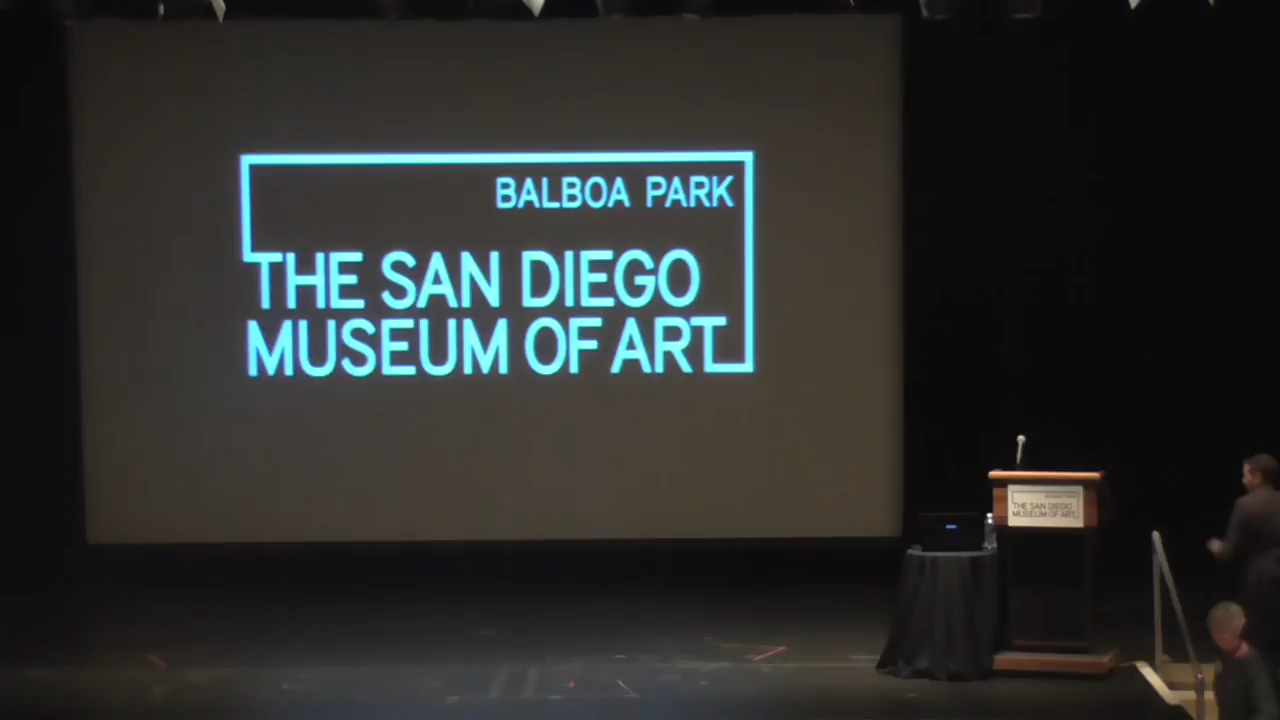 BALBOA PARK
THE SAN DIEGO
MUSEUM OF ART
THE SAN DIEGO
MUSEUM OF ART